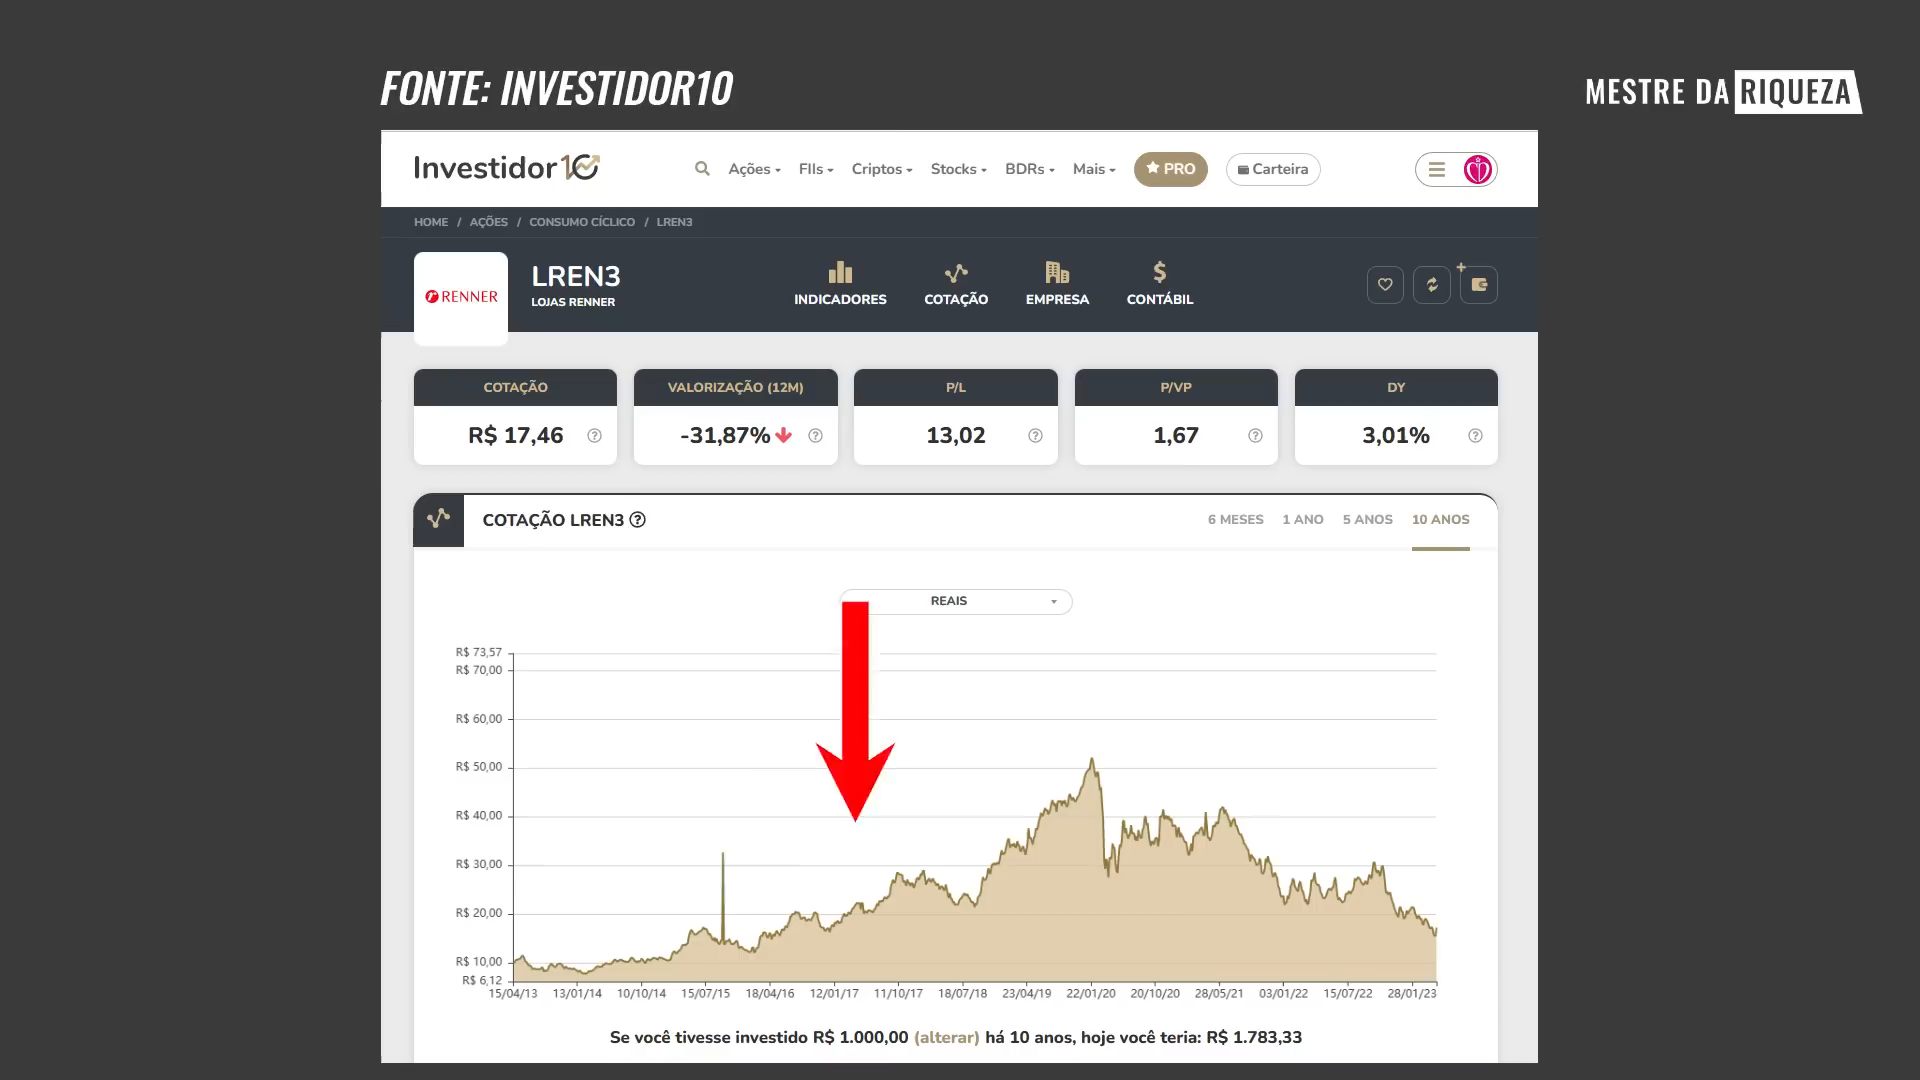 FONTE: INVESTIDOR10
MESTRE DA RIQUEZA
Investidor10
Ações FIIs Criptos Stocks BDRs Mais PRO Carteira
HOME / AÇÕES / CONSUMO CÍCLICO / LREN3
RENNER
LREN3
LOJAS RENNER
INDICADORES COTAÇÃO EMPRESA CONTÁBIL
COTAÇÃO VALORIZAÇÃO (12M) P/L P/VP DY
R$ 17,46 -31,87% 13,02 1,67 3,01%
COTAÇÃO LREN3
6 MESES 1 ANO 5 ANOS 10 ANOS
REAIS
R$ 73,57
R$ 70,00
R$ 60,00
R$ 50,00
R$ 40,00
R$ 30,00
R$ 20,00
R$ 10,00
R$ 6,12
15/04/13 13/01/14 10/10/14 15/07/15 18/04/16 12/01/17 11/10/17 18/07/18 23/04/19 22/01/20 20/10/20 28/05/21 03/01/22 15/07/22 28/01/23
Se você tivesse investido R$ 1.000,00 (alterar) há 10 anos, hoje você teria: R$ 1.783,33